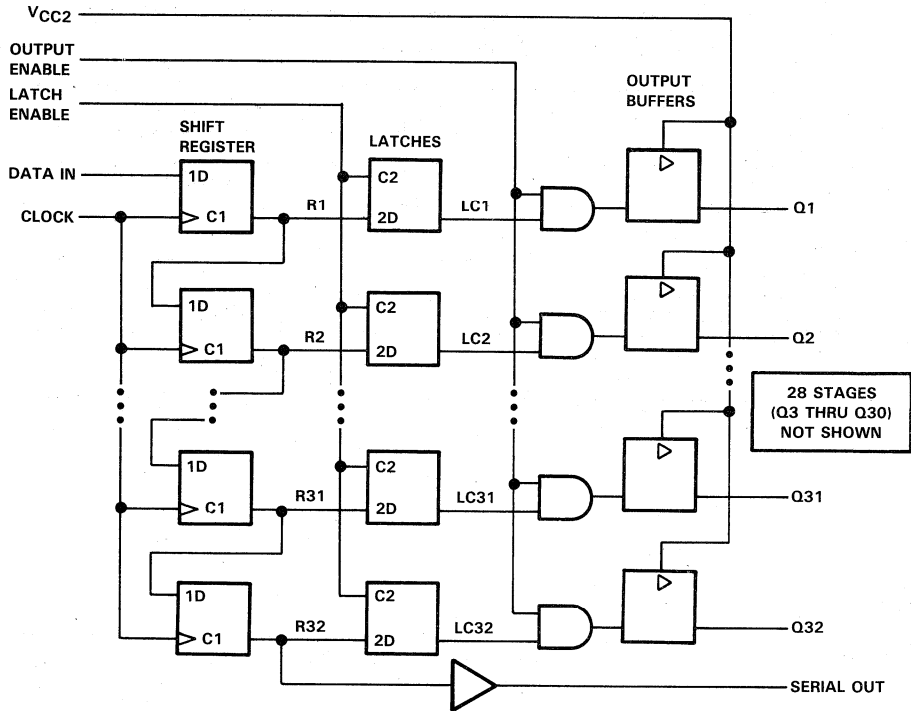 VCC2
OUTPUT
ENABLE
LATCH
ENABLE
OUTPUT
BUFFERS
SHIFT
REGISTER
LATCHES
DATA IN
1D
C2
CLOCK
C1
R1
2D
LC1
Q1
1D
C2
C1
R2
2D
LC2
Q2
28 STAGES
(Q3 THRU Q30)
NOT SHOWN
1D
C2
C1
R31
2D
LC31
Q31
1D
C2
C1
R32
2D
LC32
Q32
SERIAL OUT